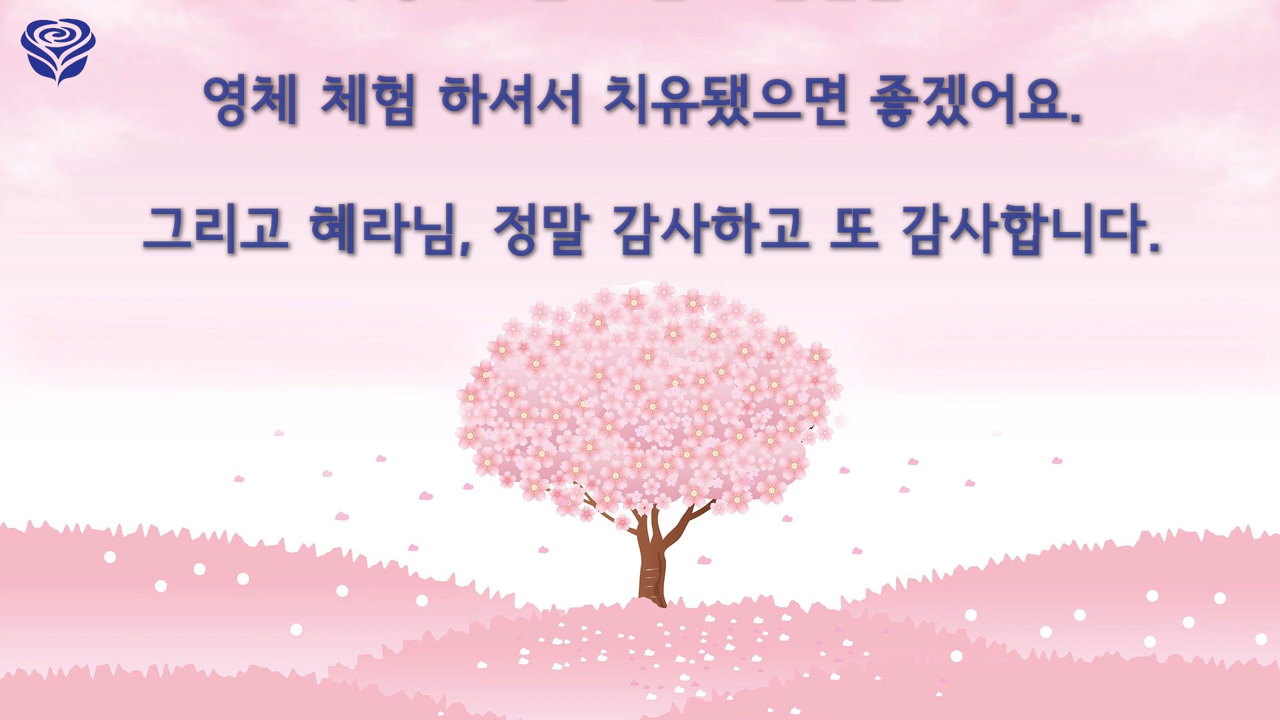 영체 체험 하셔서 치유됐으면 좋겠어요.
그리고 혜라님, 정말 감사하고 또 감사합니다.